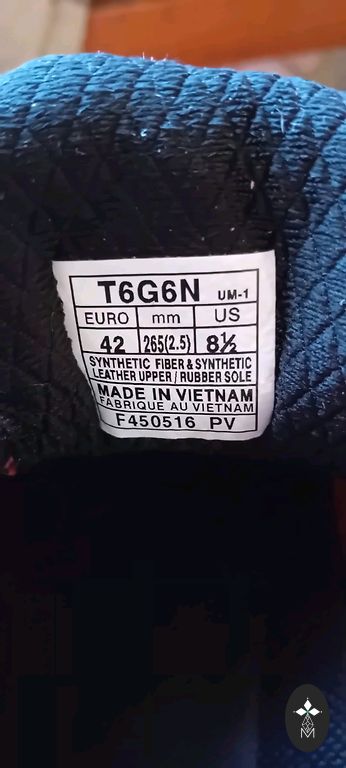 T6G6N UM-1
EURO mm US
42 265(2.5) 8½
SYNTHETIC FIBER & SYNTHETIC
LEATHER UPPER / RUBBER SOLE
MADE IN VIETNAM
FABRIQUE AU VIETNAM
F450516 PV
M